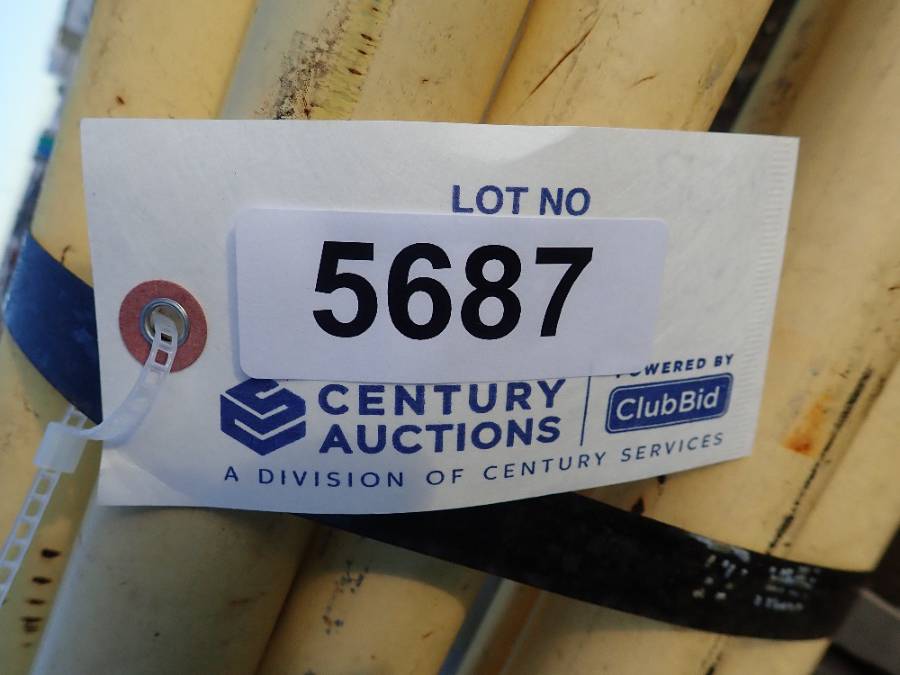 LOT NO
5687
CENTURY
AUCTIONS
POWERED BY
ClubBid
A DIVISION OF CENTURY SERVICES